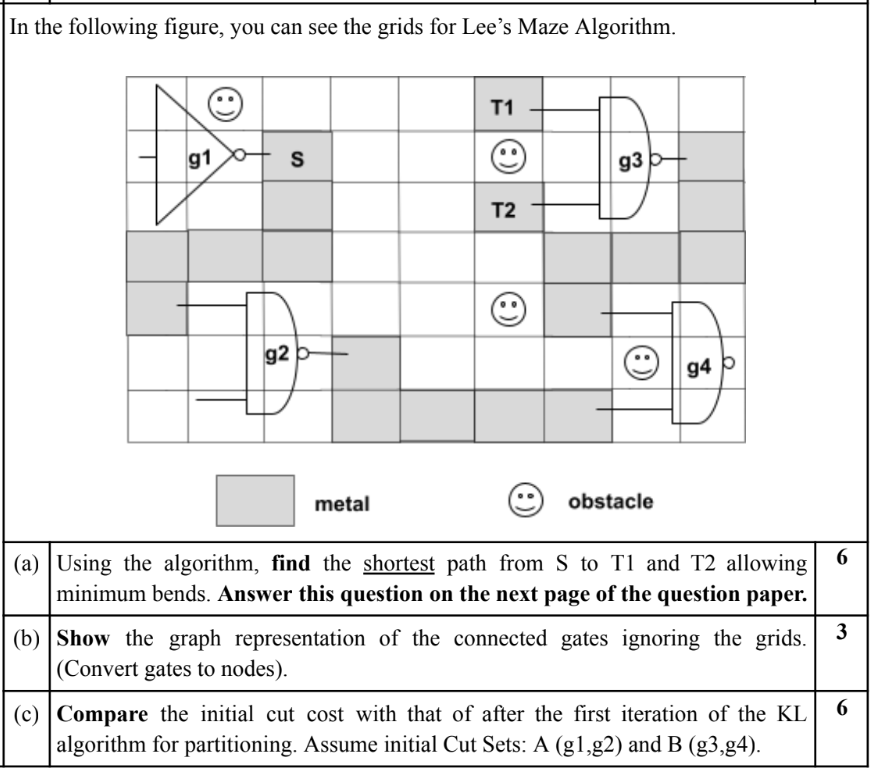 In the following figure, you can see the grids for Lee's Maze Algorithm.
T1
g1
S
g3
T2
g2
g4
metal
obstacle
(a) Using the algorithm, find the shortest path from S to T1 and T2 allowing 6
minimum bends. Answer this question on the next page of the question paper.
(b) Show the graph representation of the connected gates ignoring the grids. 3
(Convert gates to nodes).
(c) Compare the initial cut cost with that of after the first iteration of the KL 6
algorithm for partitioning. Assume initial Cut Sets: A (g1,g2) and B (g3,g4).